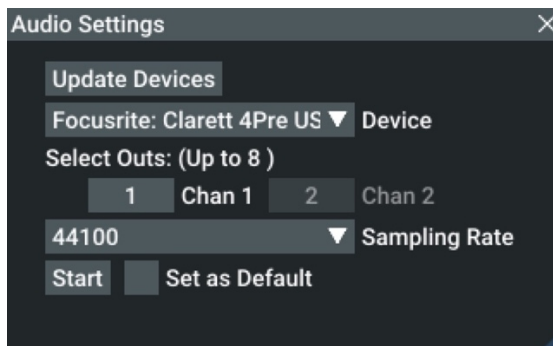 Audio Settings
Update Devices
Focusrite: Clarett 4Pre US Device
Select Outs: (Up to 8 )
1 Chan 1 2 Chan 2
44100 Sampling Rate
Start Set as Default